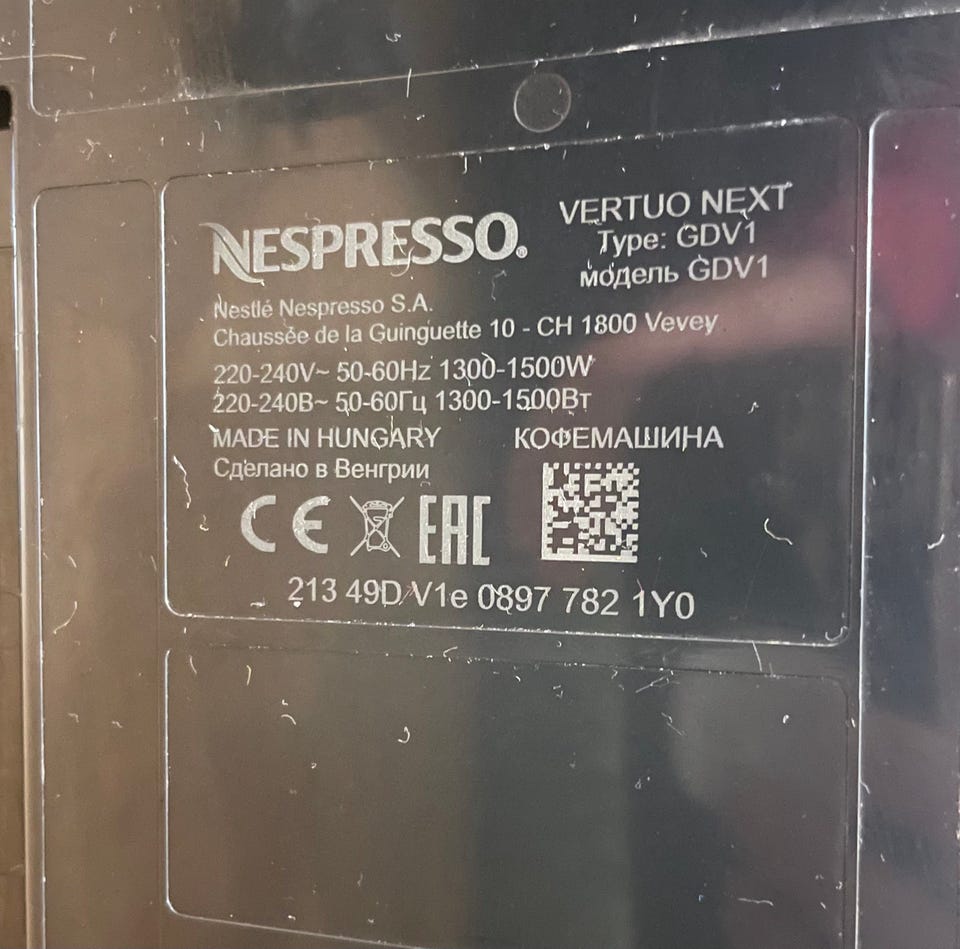 NESPRESSO®
VERTUO NEXT
Type: GDV1
модель GDV1
Nestlé Nespresso S.A.
Chaussée de la Guinguette 10 - CH 1800 Vevey
220-240V~ 50-60Hz 1300-1500W
220-240В~ 50-60Гц 1300-1500Вт
MADE IN HUNGARY
КОФЕМАШИНА
Сделано в Венгрии
CE EAC
213 49D V1e 0897 782 1Y0